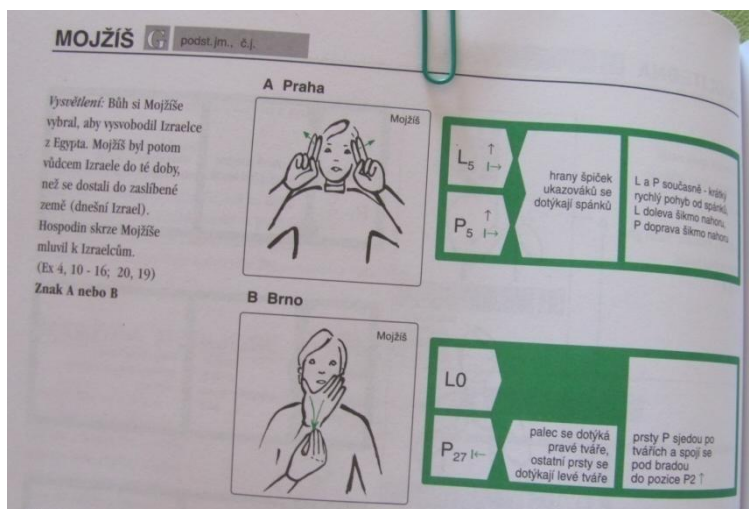 MOJŽÍŠ G podst.jm., č.j.
Vysvětlení: Bůh si Mojžíše
vybral, aby vysvobodil Izraelce
z Egypta. Mojžíš byl potom
vůdcem Izraele do té doby,
než se dostali do zaslíbené
země (dnešní Izrael).
Hospodin skrze Mojžíše
mluvil k Izraelcům.
(Ex 4, 10 - 16; 20, 19)
Znak A nebo B
A Praha
Mojžíš
L5 ↑ I→
P5 ↑ I→
hrany špiček
ukazováků se
dotýkají spánků
L a P současně - krátký
rychlý pohyb od spánků,
L doleva šikmo nahoru,
P doprava šikmo nahoru
B Brno
Mojžíš
L0
P27 I←
palec se dotýká
pravé tváře,
ostatní prsty se
dotýkají levé tváře
prsty P sjedou po
tvářích a spojí se
pod bradou
do pozice P2 ↑